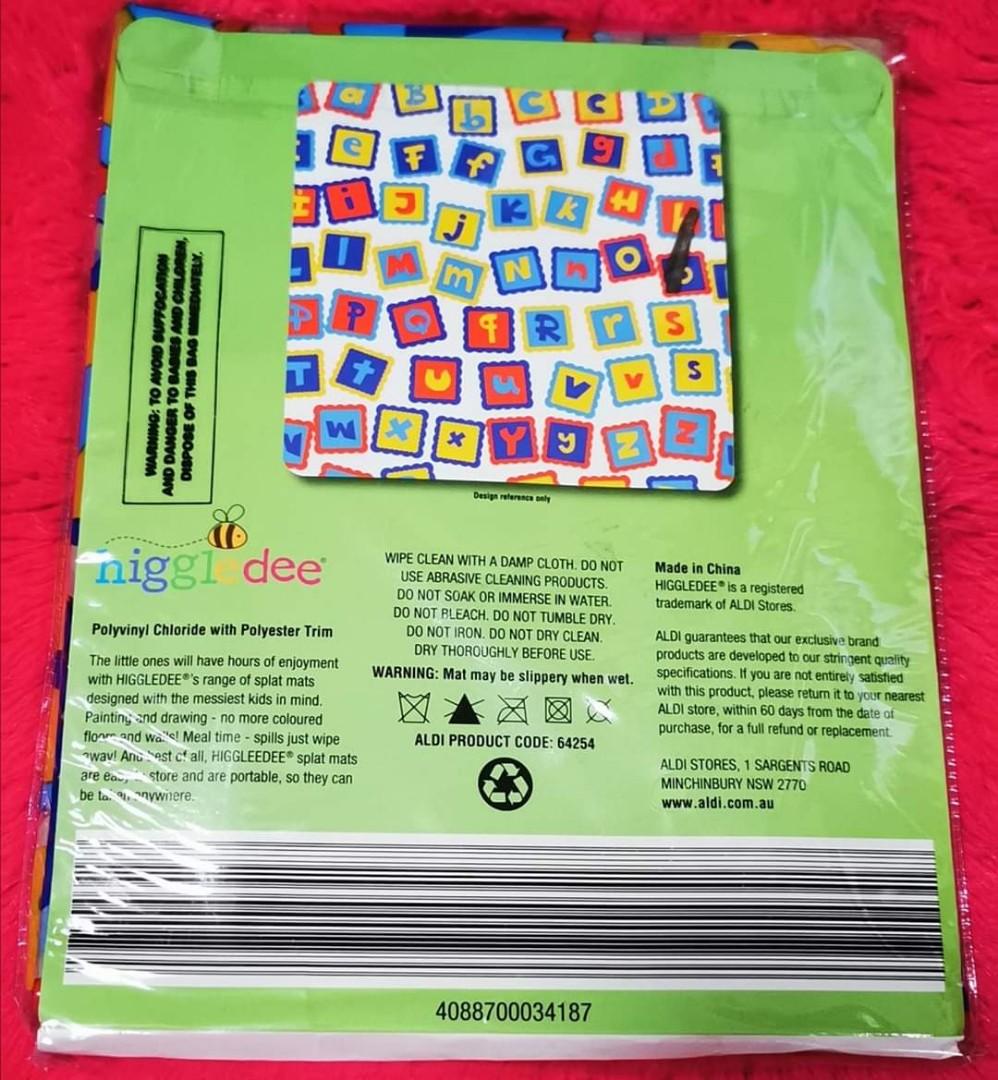 a B b C c D
e F f G g d F
I i J j K k H h
l M m N n O o
P P Q q R r S
T t U u V v S
W w x x Y y Z Z
Design reference only
WARNING: TO AVOID SUFFOCATION
AND DANGER TO BABIES AND CHILDREN,
DISPOSE OF THIS BAG IMMEDIATELY.
higgledee®
Polyvinyl Chloride with Polyester Trim
The little ones will have hours of enjoyment
with HIGGLEDEE®'s range of splat mats
designed with the messiest kids in mind.
Painting and drawing - no more coloured
floors and walls! Meal time - spills just wipe
away! And best of all, HIGGLEEDEE® splat mats
are easy to store and are portable, so they can
be taken anywhere.
WIPE CLEAN WITH A DAMP CLOTH. DO NOT
USE ABRASIVE CLEANING PRODUCTS.
DO NOT SOAK OR IMMERSE IN WATER.
DO NOT BLEACH. DO NOT TUMBLE DRY.
DO NOT IRON. DO NOT DRY CLEAN.
DRY THOROUGHLY BEFORE USE.
WARNING: Mat may be slippery when wet.
ALDI PRODUCT CODE: 64254
Made in China
HIGGLEDEE® is a registered
trademark of ALDI Stores.
ALDI guarantees that our exclusive brand
products are developed to our stringent quality
specifications. If you are not entirely satisfied
with this product, please return it to your nearest
ALDI store, within 60 days from the date of
purchase, for a full refund or replacement.
ALDI STORES, 1 SARGENTS ROAD
MINCHINBURY NSW 2770
www.aldi.com.au
4088700034187